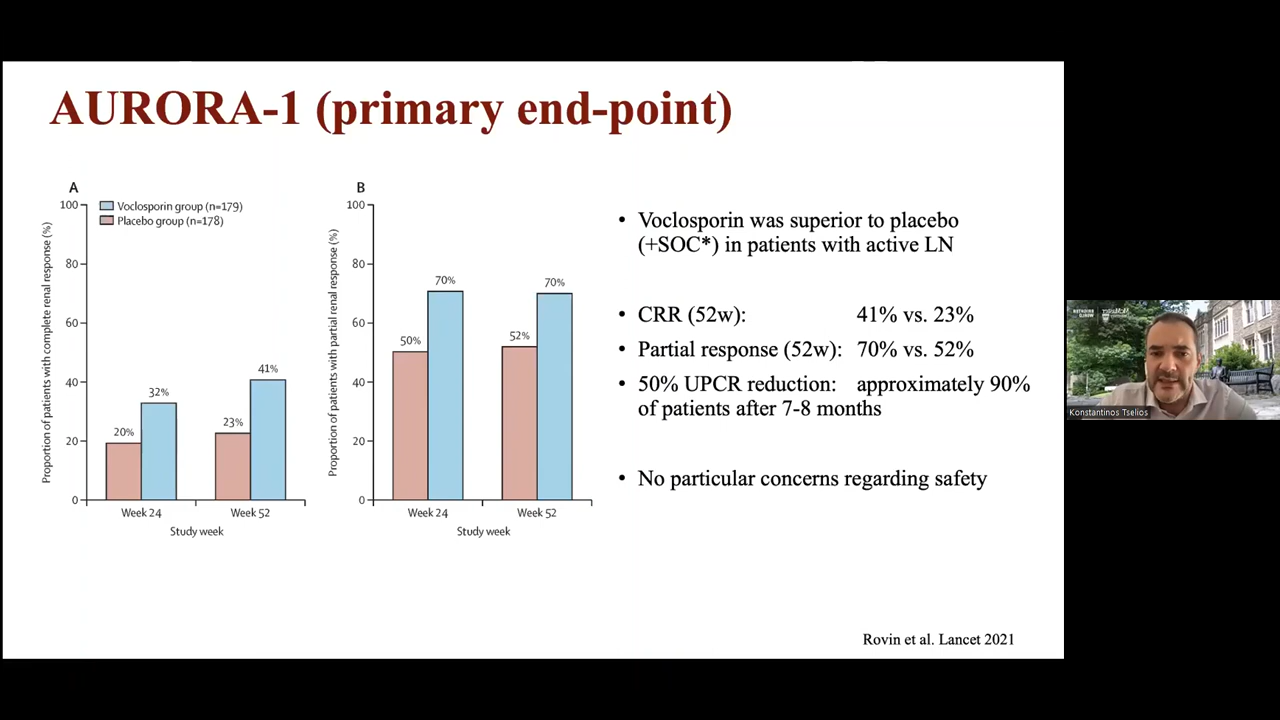 AURORA-1 (primary end-point)
A
Voclosporin group (n=179)
Placebo group (n=178)
Proportion of patients with complete renal response (%)
100
80
60
40
20
0
20%
32%
23%
41%
Week 24
Week 52
Study week
B
Proportion of patients with partial renal response (%)
100
80
60
40
20
0
50%
70%
52%
70%
Week 24
Week 52
Study week
• Voclosporin was superior to placebo
(+SOC*) in patients with active LN
• CRR (52w): 41% vs. 23%
• Partial response (52w): 70% vs. 52%
• 50% UPCR reduction: approximately 90%
of patients after 7-8 months
• No particular concerns regarding safety
Rovin et al. Lancet 2021
Konstantinos Tselios